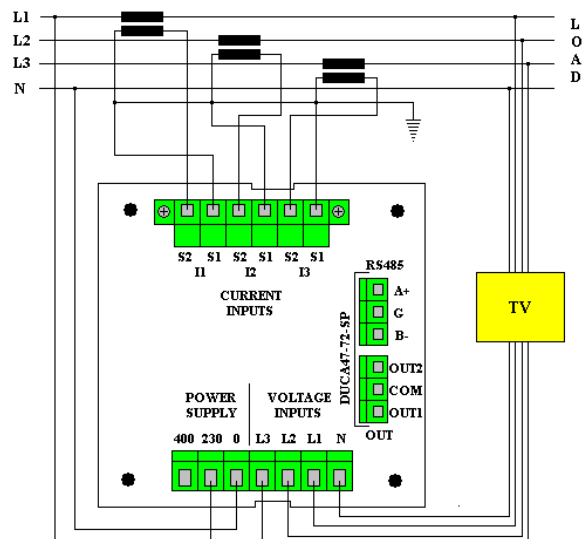 L1
L2
L3
N
L
O
A
D
S2 S1 S2 S1 S2 S1
I1 I2 I3
CURRENT
INPUTS
RS485
A+
G
B-
DUCA47-72-SP
OUT2
COM
OUT1
OUT
TV
POWER
SUPPLY
VOLTAGE
INPUTS
400 230 0 L3 L2 L1 N